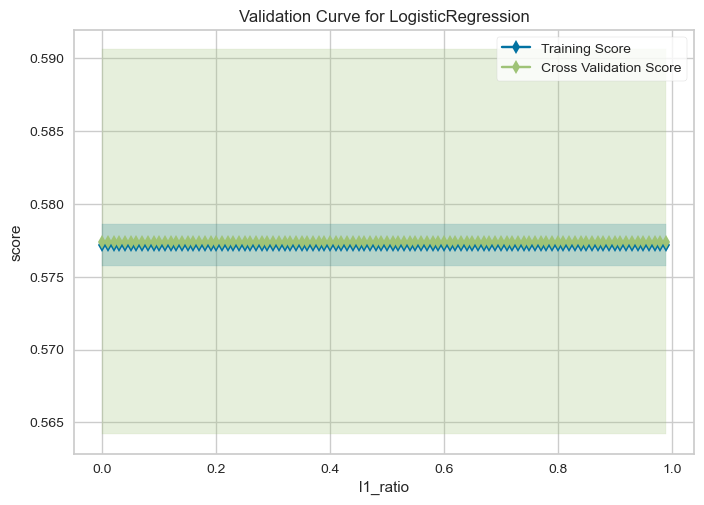 Validation Curve for LogisticRegression
Training Score
Cross Validation Score
0.590
0.585
0.580
0.575
0.570
0.565
score
0.0 0.2 0.4 0.6 0.8 1.0
l1_ratio